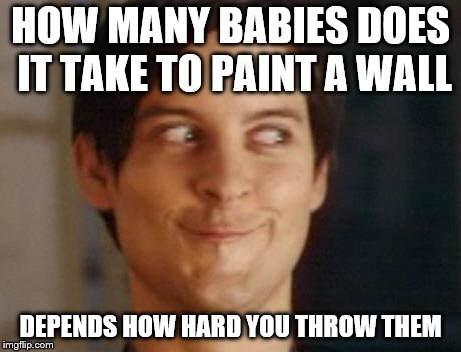 HOW MANY BABIES DOES
IT TAKE TO PAINT A WALL
DEPENDS HOW HARD YOU THROW THEM
imgflip.com